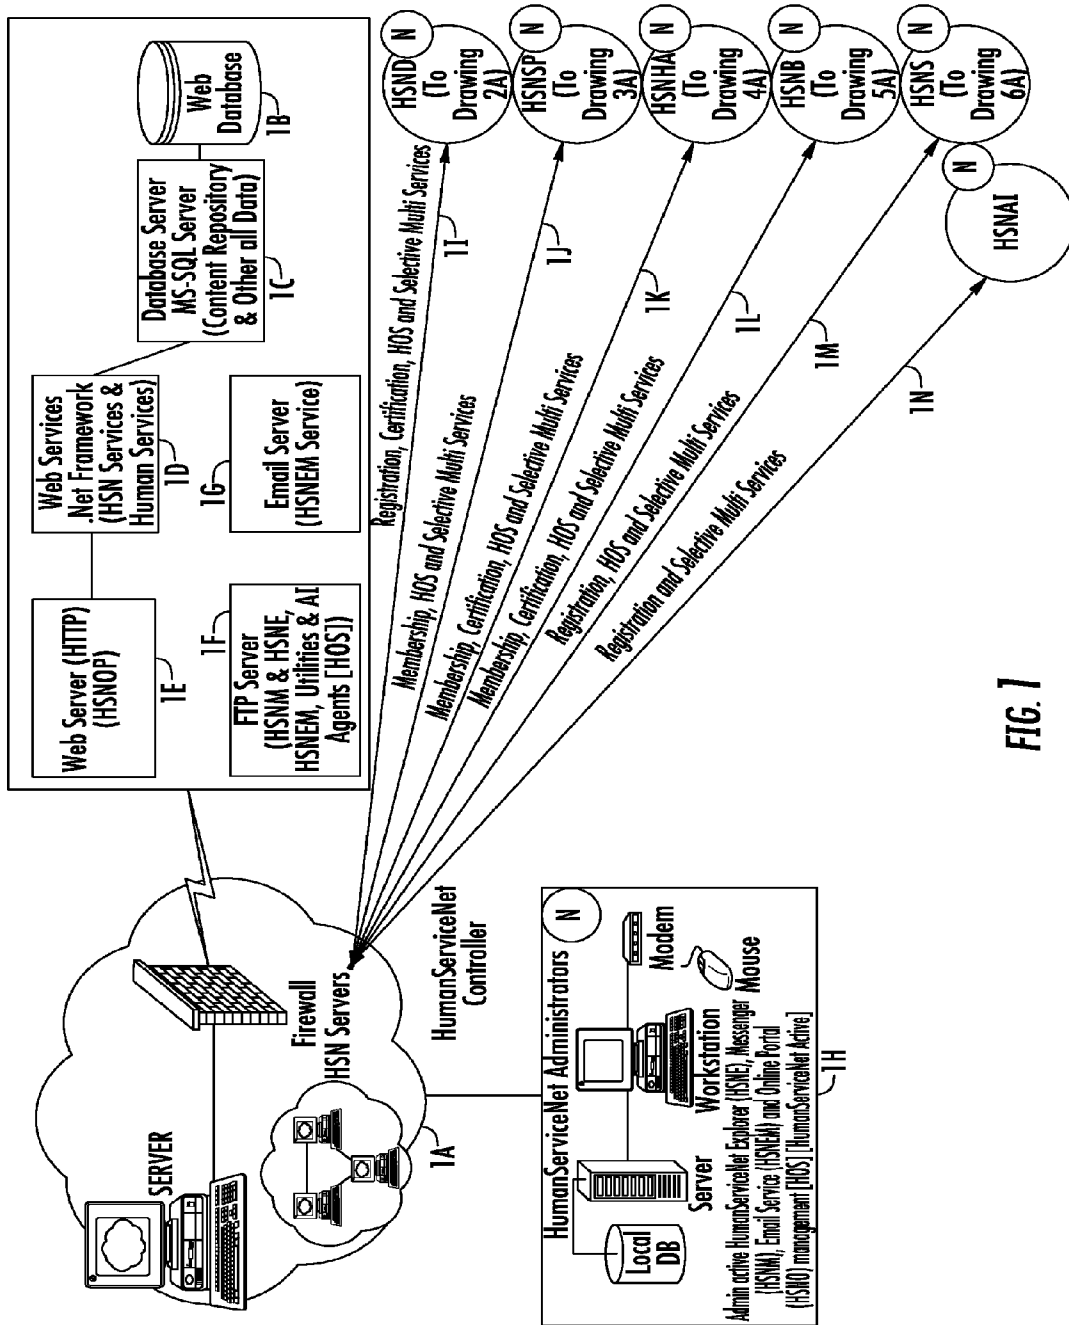 SERVER
Firewall
HSN Servers
1A
HumanServiceNet
Controller
Web Server (HTTP)
(HSNOP)
1E
Web Services
.Net Framework
(HSN Services &
Human Services)
1D
Database Server
MS-SQL Server
(Content Repository
& Other all Data)
1C
Web
Database
1B
FTP Server
(HSNM & HSNE,
HSNEM, Utilities & AI
Agents [HOS])
1F
Email Server
(HSNEM Service)
1G
Registration, Certification, HOS and Selective Multi Services
1I
HSND
(To
Drawing
2A)
N
Membership, HOS and Selective Multi Services
1J
HSNSP
(To
Drawing
3A)
N
Membership, Certification, HOS and Selective Multi Services
1K
HSNHA
(To
Drawing
4A)
N
Membership, Certification, HOS and Selective Multi Services
1L
HSNB
(To
Drawing
5A)
N
Registration, HOS and Selective Multi Services
1M
HSNS
(To
Drawing
6A)
N
Registration and Selective Multi Services
1N
HSNAI
N
HumanServiceNet Administrators
N
Local
DB
Server
Workstation
Modem
Mouse
Admin active HumanServiceNet Explorer (HSNE), Messenger
(HSNM), Email Service (HSNEM) and Online Portal
(HSNO) management [HOS] [HumanServiceNet Active]
1H
FIG. 1